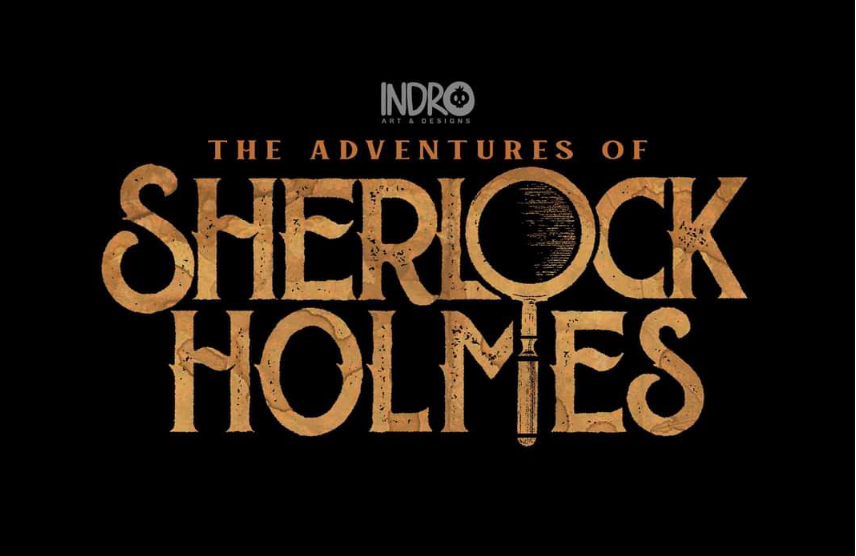 INDRO
ART & DESIGNS
THE ADVENTURES OF
SHERLOCK
HOLMES